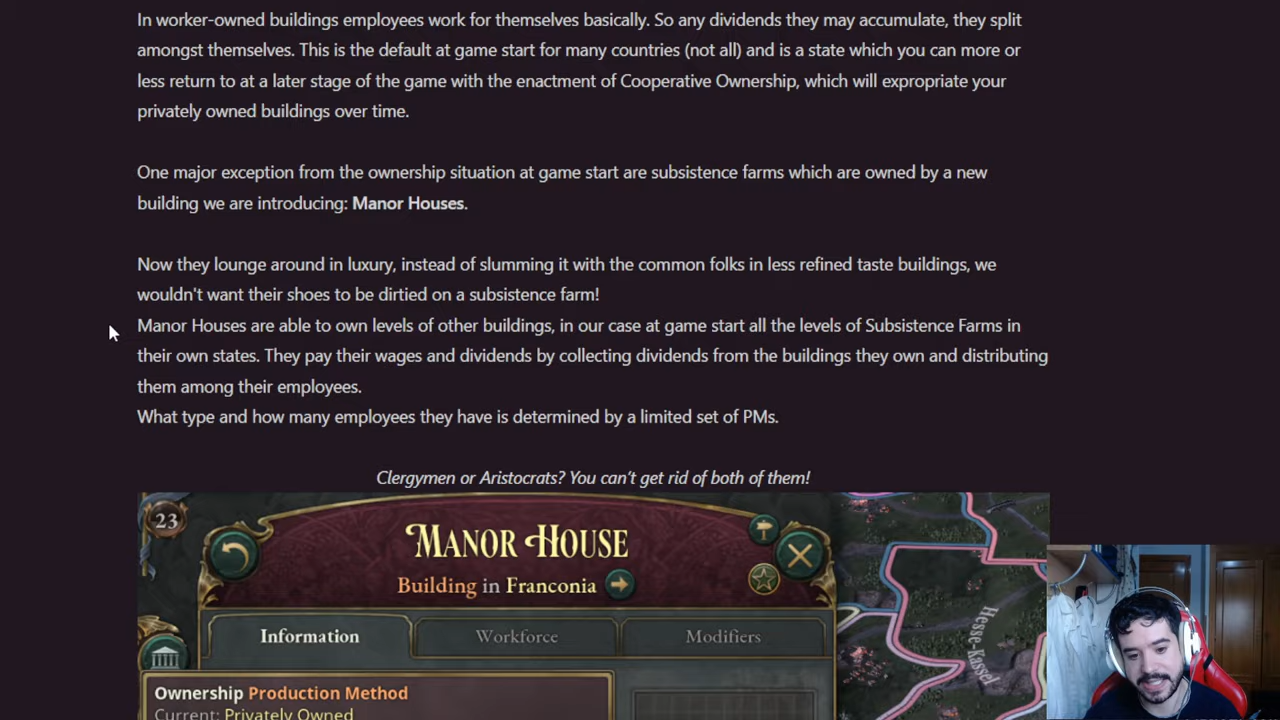 In worker-owned buildings employees work for themselves basically. So any dividends they may accumulate, they split
amongst themselves. This is the default at game start for many countries (not all) and is a state which you can more or
less return to at a later stage of the game with the enactment of Cooperative Ownership, which will expropriate your
privately owned buildings over time.
One major exception from the ownership situation at game start are subsistence farms which are owned by a new
building we are introducing: Manor Houses.
Now they lounge around in luxury, instead of slumming it with the common folks in less refined taste buildings, we
wouldn't want their shoes to be dirtied on a subsistence farm!
Manor Houses are able to own levels of other buildings, in our case at game start all the levels of Subsistence Farms in
their own states. They pay their wages and dividends by collecting dividends from the buildings they own and distributing
them among their employees.
What type and how many employees they have is determined by a limited set of PMs.
Clergymen or Aristocrats? You can't get rid of both of them!
23
MANOR HOUSE
Building in Franconia
Information
Workforce
Modifiers
Hesse-Kassel
Ownership Production Method
Current: Privately Owned